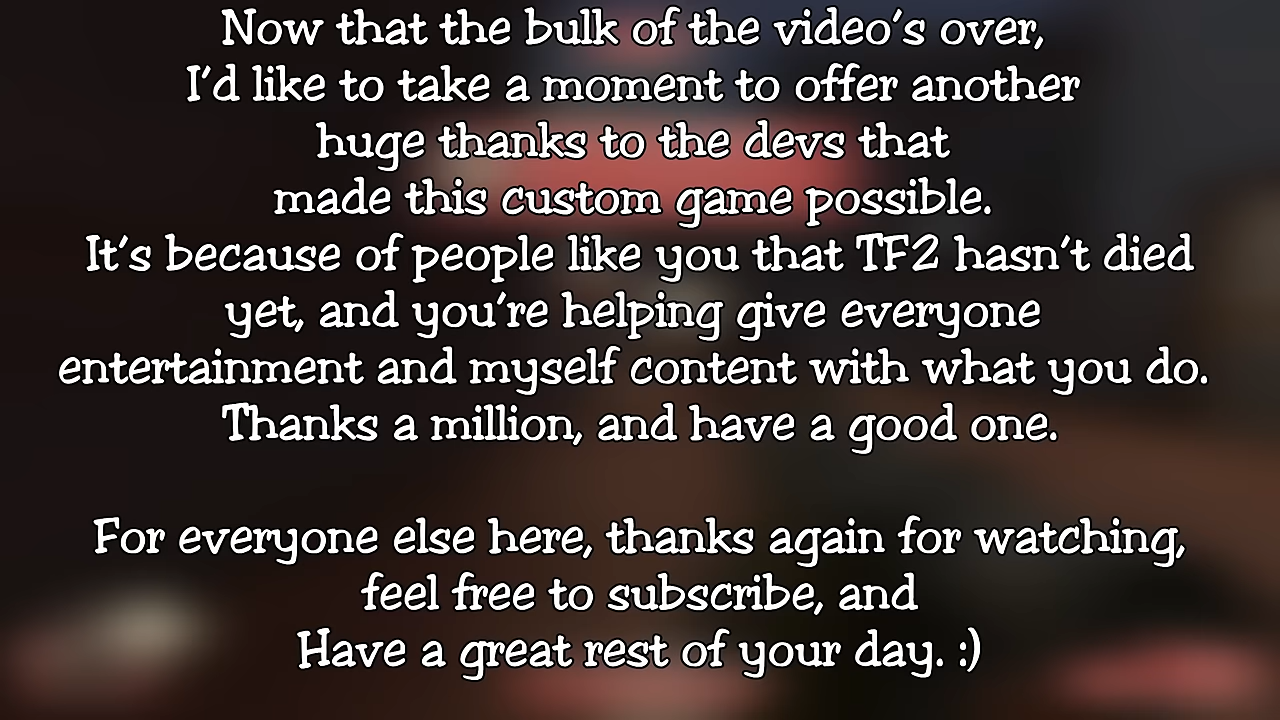 Now that the bulk of the video's over,
I'd like to take a moment to offer another
huge thanks to the devs that
made this custom game possible.
It's because of people like you that TF2 hasn't died
yet, and you're helping give everyone
entertainment and myself content with what you do.
Thanks a million, and have a good one.
For everyone else here, thanks again for watching,
feel free to subscribe, and
Have a great rest of your day. :)